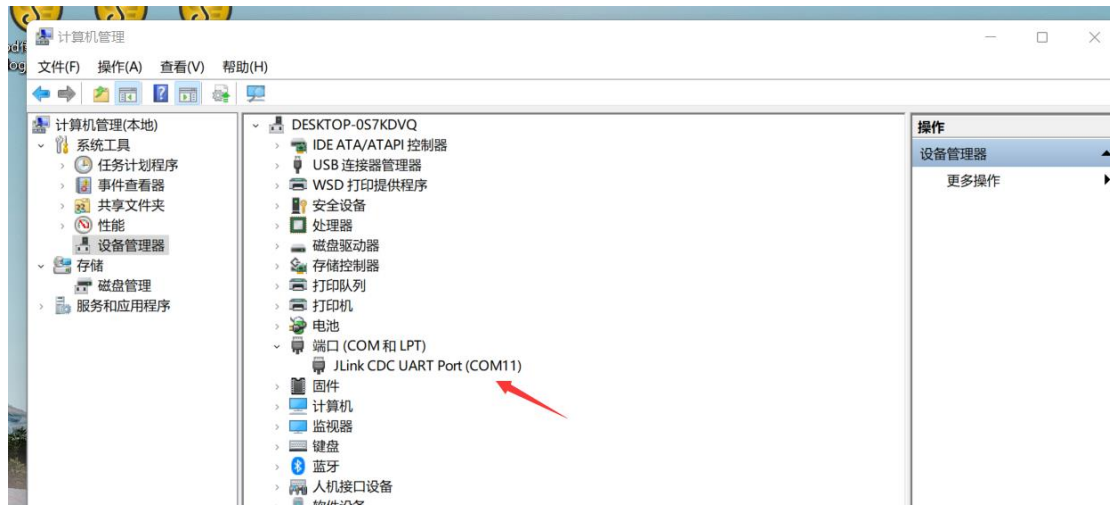 计算机管理
文件(F) 操作(A) 查看(V) 帮助(H)
计算机管理(本地)
系统工具
任务计划程序
事件查看器
共享文件夹
性能
设备管理器
存储
磁盘管理
服务和应用程序
DESKTOP-0S7KDVQ
IDE ATA/ATAPI 控制器
USB 连接器管理器
WSD 打印提供程序
安全设备
处理器
磁盘驱动器
存储控制器
打印队列
打印机
电池
端口 (COM 和 LPT)
JLink CDC UART Port (COM11)
固件
计算机
监视器
键盘
蓝牙
人机接口设备
软件设备
操作
设备管理器
更多操作